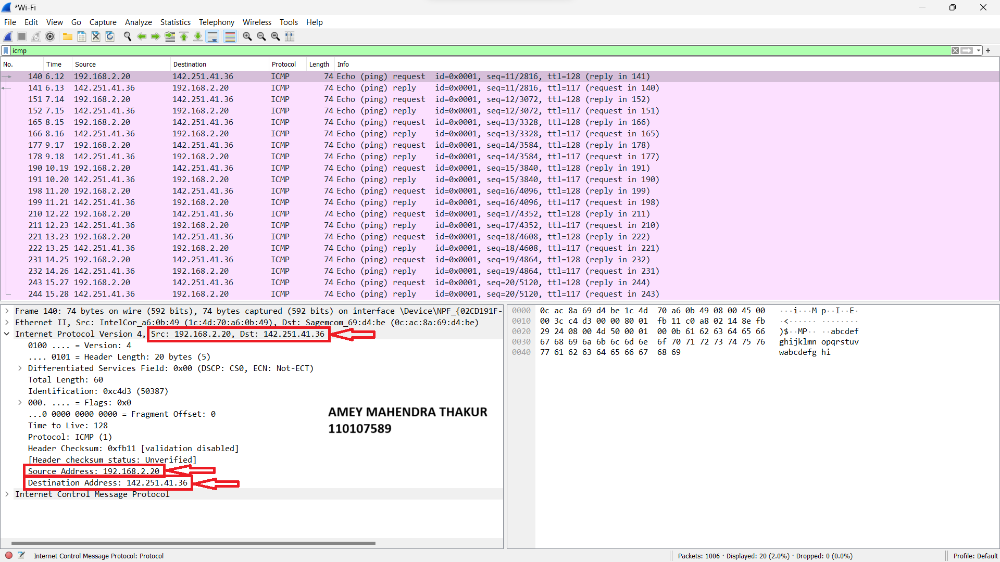 *Wi-Fi
File Edit View Go Capture Analyze Statistics Telephony Wireless Tools Help
icmp
No. Time Source Destination Protocol Length Info
140 6.12 192.168.2.20 142.251.41.36 ICMP 74 Echo (ping) request id=0x0001, seq=11/2816, ttl=128 (reply in 141)
141 6.13 142.251.41.36 192.168.2.20 ICMP 74 Echo (ping) reply id=0x0001, seq=11/2816, ttl=117 (request in 140)
151 7.14 192.168.2.20 142.251.41.36 ICMP 74 Echo (ping) request id=0x0001, seq=12/3072, ttl=128 (reply in 152)
152 7.15 142.251.41.36 192.168.2.20 ICMP 74 Echo (ping) reply id=0x0001, seq=12/3072, ttl=117 (request in 151)
165 8.15 192.168.2.20 142.251.41.36 ICMP 74 Echo (ping) request id=0x0001, seq=13/3328, ttl=128 (reply in 166)
166 8.16 142.251.41.36 192.168.2.20 ICMP 74 Echo (ping) reply id=0x0001, seq=13/3328, ttl=117 (request in 165)
177 9.17 192.168.2.20 142.251.41.36 ICMP 74 Echo (ping) request id=0x0001, seq=14/3584, ttl=128 (reply in 178)
178 9.18 142.251.41.36 192.168.2.20 ICMP 74 Echo (ping) reply id=0x0001, seq=14/3584, ttl=117 (request in 177)
190 10.19 192.168.2.20 142.251.41.36 ICMP 74 Echo (ping) request id=0x0001, seq=15/3840, ttl=128 (reply in 191)
191 10.20 142.251.41.36 192.168.2.20 ICMP 74 Echo (ping) reply id=0x0001, seq=15/3840, ttl=117 (request in 190)
198 11.20 192.168.2.20 142.251.41.36 ICMP 74 Echo (ping) request id=0x0001, seq=16/4096, ttl=128 (reply in 199)
199 11.21 142.251.41.36 192.168.2.20 ICMP 74 Echo (ping) reply id=0x0001, seq=16/4096, ttl=117 (request in 198)
210 12.22 192.168.2.20 142.251.41.36 ICMP 74 Echo (ping) request id=0x0001, seq=17/4352, ttl=128 (reply in 211)
211 12.23 142.251.41.36 192.168.2.20 ICMP 74 Echo (ping) reply id=0x0001, seq=17/4352, ttl=117 (request in 210)
221 13.23 192.168.2.20 142.251.41.36 ICMP 74 Echo (ping) request id=0x0001, seq=18/4608, ttl=128 (reply in 222)
222 13.25 142.251.41.36 192.168.2.20 ICMP 74 Echo (ping) reply id=0x0001, seq=18/4608, ttl=117 (request in 221)
231 14.25 192.168.2.20 142.251.41.36 ICMP 74 Echo (ping) request id=0x0001, seq=19/4864, ttl=128 (reply in 232)
232 14.26 142.251.41.36 192.168.2.20 ICMP 74 Echo (ping) reply id=0x0001, seq=19/4864, ttl=117 (request in 231)
243 15.27 192.168.2.20 142.251.41.36 ICMP 74 Echo (ping) request id=0x0001, seq=20/5120, ttl=128 (reply in 244)
244 15.28 142.251.41.36 192.168.2.20 ICMP 74 Echo (ping) reply id=0x0001, seq=20/5120, ttl=117 (request in 243)
Frame 140: 74 bytes on wire (592 bits), 74 bytes captured (592 bits) on interface \Device\NPF_{02CD191F-
Ethernet II, Src: IntelCor_a6:0b:49 (1c:4d:70:a6:0b:49), Dst: Sagemcom_69:d4:be (0c:ac:8a:69:d4:be)
Internet Protocol Version 4, Src: 192.168.2.20, Dst: 142.251.41.36
0100 .... = Version: 4
.... 0101 = Header Length: 20 bytes (5)
Differentiated Services Field: 0x00 (DSCP: CS0, ECN: Not-ECT)
Total Length: 60
Identification: 0xc4d3 (50387)
000. .... = Flags: 0x0
...0 0000 0000 0000 = Fragment Offset: 0
Time to Live: 128
Protocol: ICMP (1)
Header Checksum: 0xfb11 [validation disabled]
[Header checksum status: Unverified]
Source Address: 192.168.2.20
Destination Address: 142.251.41.36
Internet Control Message Protocol
AMEY MAHENDRA THAKUR
110107589
0000 0c ac 8a 69 d4 be 1c 4d 70 a6 0b 49 08 00 45 00 ···i···M p··I··E·
0010 00 3c c4 d3 00 00 80 01 fb 11 c0 a8 02 14 8e fb ·<······ ········
0020 29 24 08 00 4d 50 00 01 00 0b 61 62 63 64 65 66 )$··MP·· ··abcdef
0030 67 68 69 6a 6b 6c 6d 6e 6f 70 71 72 73 74 75 76 ghijklmn opqrstuv
0040 77 61 62 63 64 65 66 67 68 69 wabcdefg hi
Internet Control Message Protocol: Protocol
Packets: 1006 · Displayed: 20 (2.0%) · Dropped: 0 (0.0%)
Profile: Default